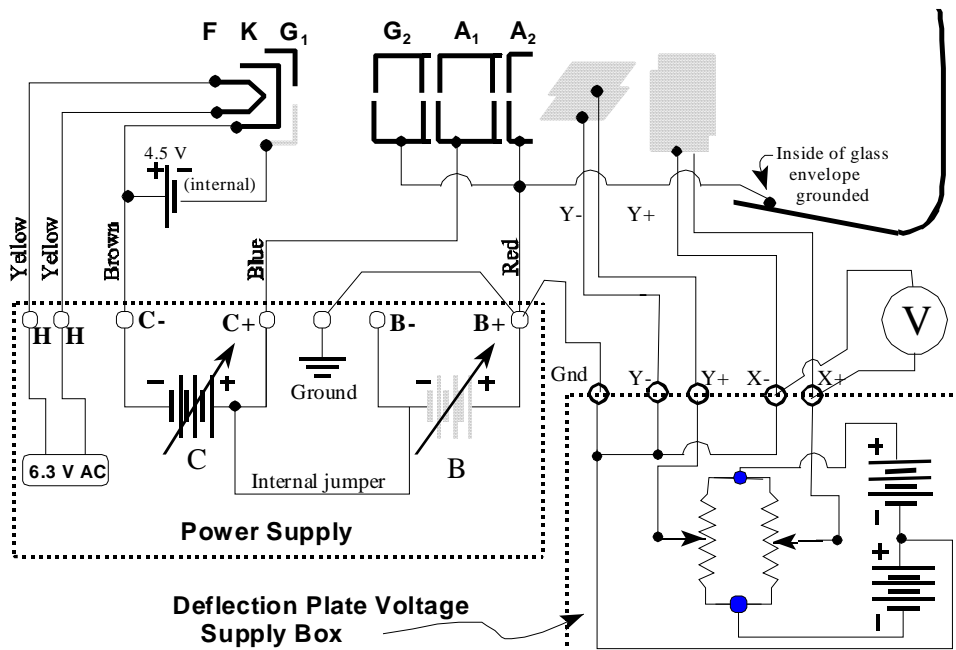 F K G1 G2 A1 A2
4.5 V
+ -
(internal)
Inside of glass
envelope
grounded
Y- Y+
Yellow
Yellow
Brown
Blue
Red
H H C- C+ B- B+
V
Ground
Gnd Y- Y+ X- X+
- + - +
C B
6.3 V AC
Internal jumper
Power Supply
+
-
+
-
Deflection Plate Voltage
Supply Box